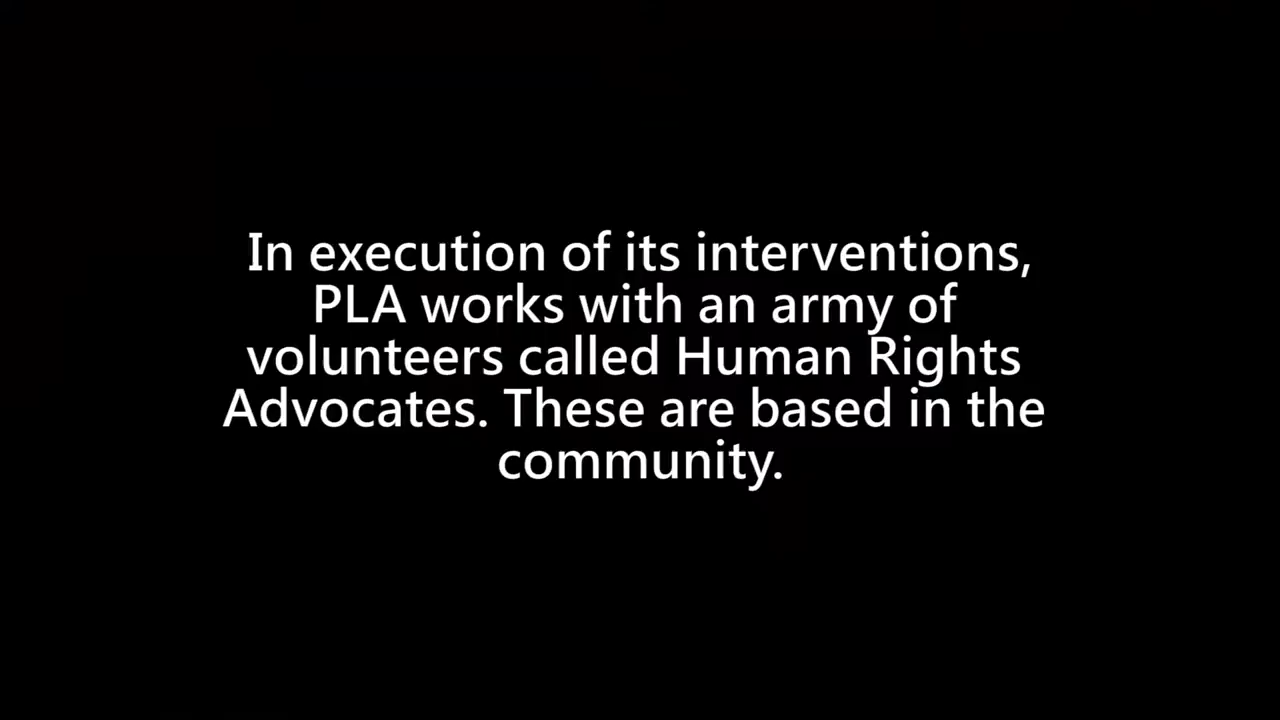 In execution of its interventions,
PLA works with an army of
volunteers called Human Rights
Advocates. These are based in the
community.